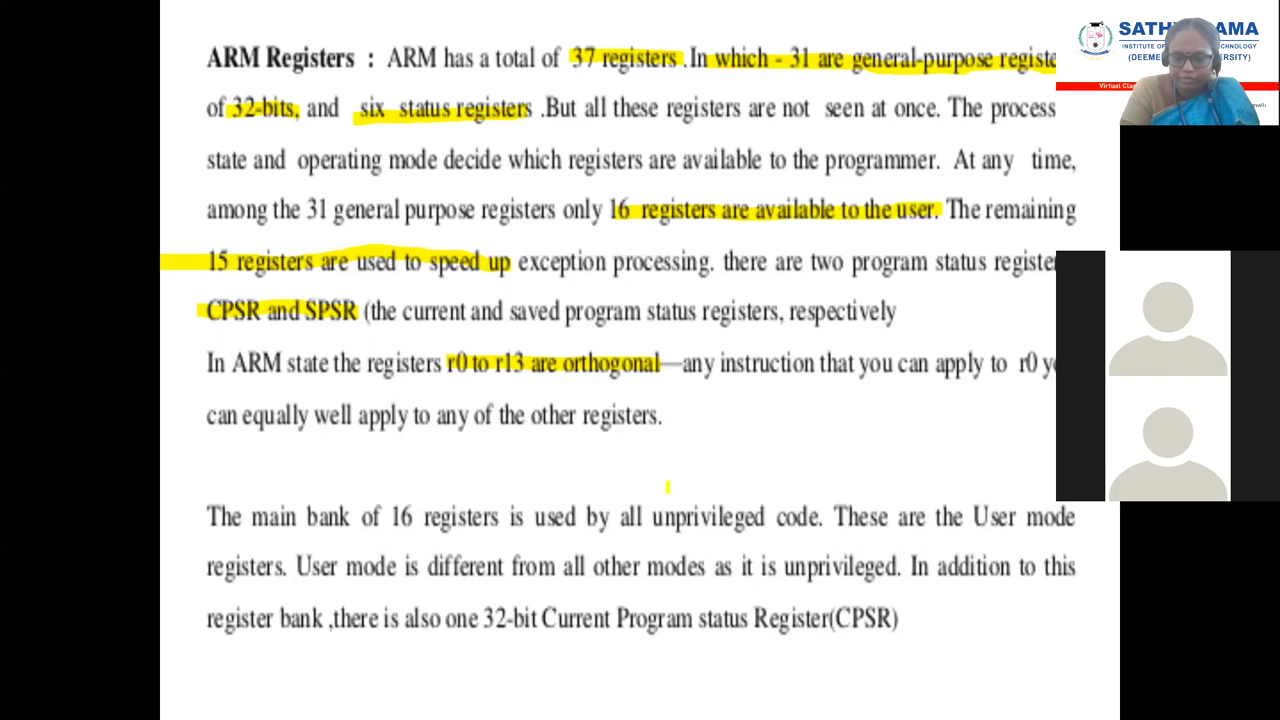 ARM Registers : ARM has a total of 37 registers .In which - 31 are general-purpose registe
of 32-bits, and six status registers .But all these registers are not seen at once. The process
state and operating mode decide which registers are available to the programmer. At any time,
among the 31 general purpose registers only 16 registers are available to the user. The remaining
15 registers are used to speed up exception processing. there are two program status register
CPSR and SPSR (the current and saved program status registers, respectively
In ARM state the registers r0 to r13 are orthogonal—any instruction that you can apply to r0 y
can equally well apply to any of the other registers.
The main bank of 16 registers is used by all unprivileged code. These are the User mode
registers. User mode is different from all other modes as it is unprivileged. In addition to this
register bank ,there is also one 32-bit Current Program status Register(CPSR)
SATH AMA
INSTITUTE OF NOLOGY
(DEEME ERSITY)
Virtual Cla